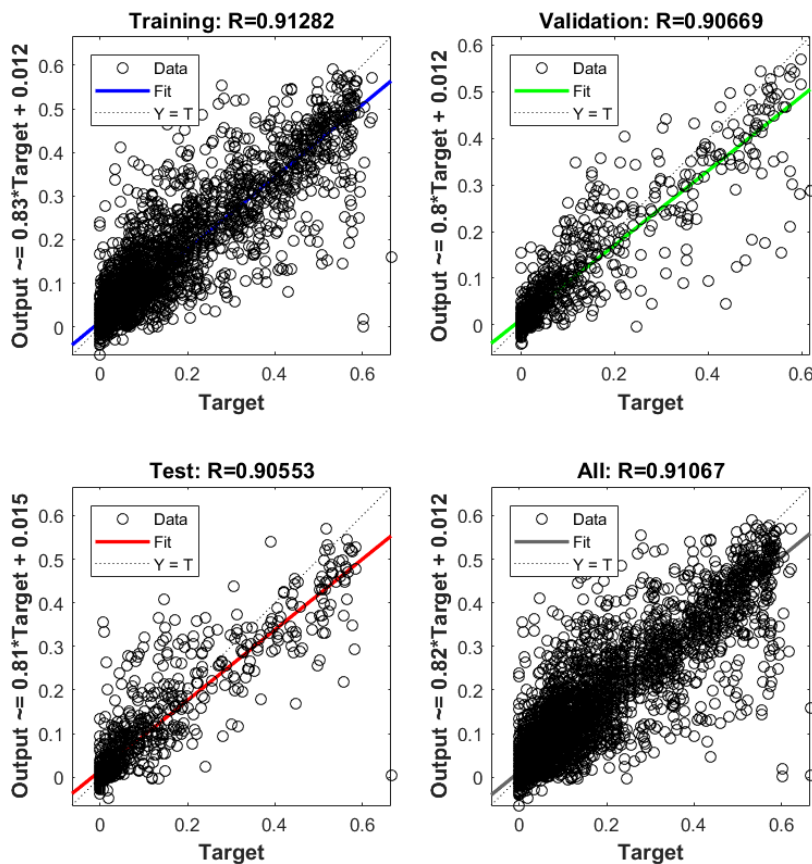 Training: R=0.91282
Output ~= 0.83*Target + 0.012
0.6
0.5
0.4
0.3
0.2
0.1
0
Data
Fit
Y = T
0
0.2
0.4
0.6
Target
Validation: R=0.90669
Output ~= 0.8*Target + 0.012
0.6
0.5
0.4
0.3
0.2
0.1
0
Data
Fit
Y = T
0
0.2
0.4
0.6
Target
Test: R=0.90553
Output ~= 0.81*Target + 0.015
0.6
0.5
0.4
0.3
0.2
0.1
0
Data
Fit
Y = T
0
0.2
0.4
0.6
Target
All: R=0.91067
Output ~= 0.82*Target + 0.012
0.6
0.5
0.4
0.3
0.2
0.1
0
Data
Fit
Y = T
0
0.2
0.4
0.6
Target